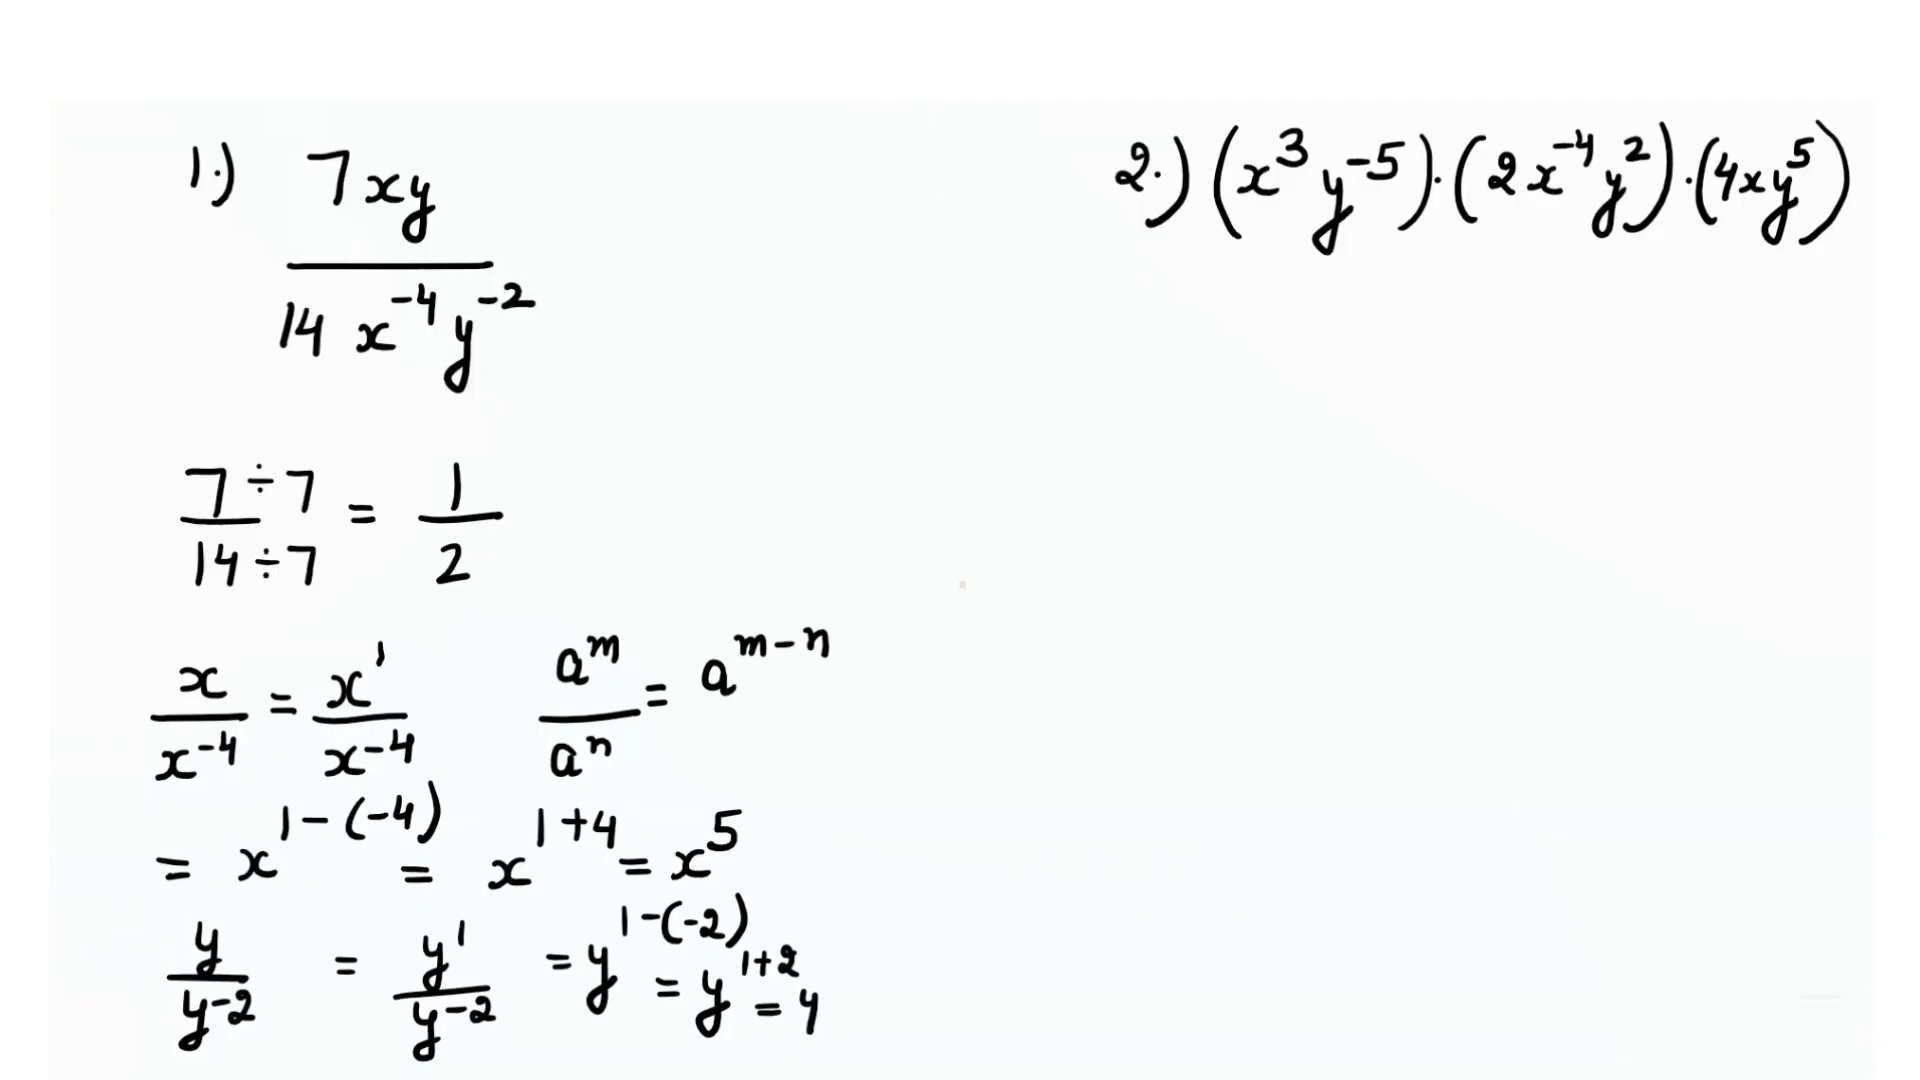 1.) 7xy / 14 x^-4 y^-2
2.) (x^3 y^-5) · (2x^-4 y^2) · (4xy^5)
7÷7 / 14÷7 = 1/2
x / x^-4 = x^1 / x^-4    a^m / a^n = a^m-n
= x^1-(-4) = x^1+4 = x^5
y / y^-2 = y^1 / y^-2 = y^1-(-2)
= y^1+2
= y